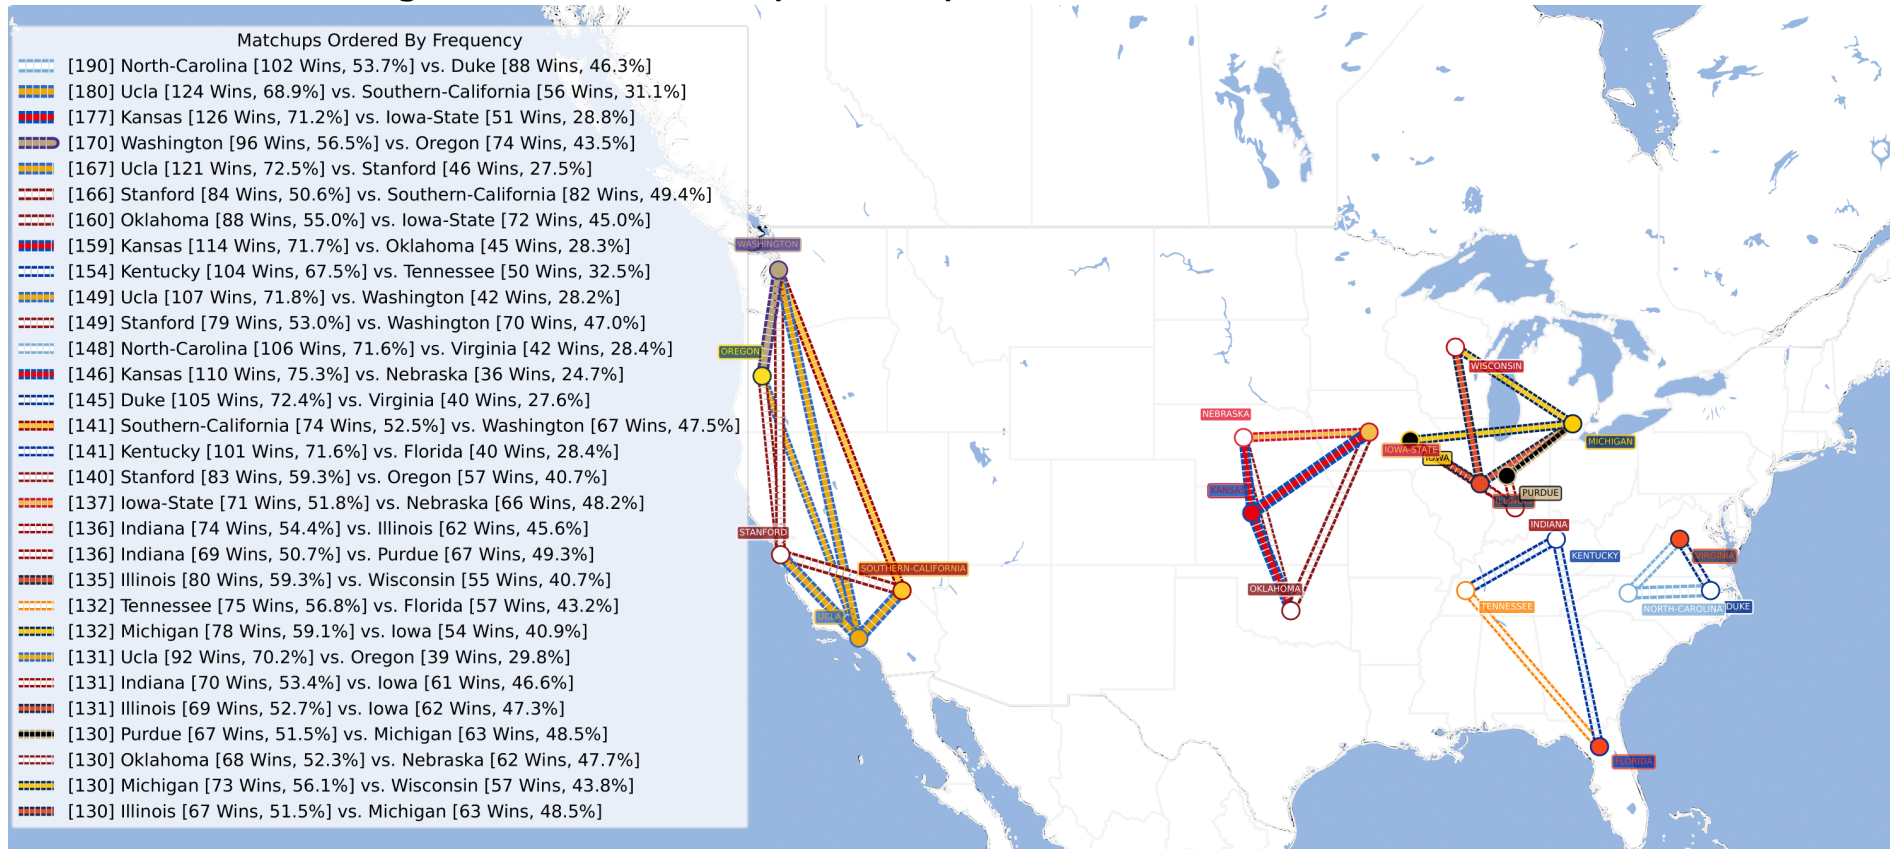 Matchups Ordered By Frequency
[190] North-Carolina [102 Wins, 53.7%] vs. Duke [88 Wins, 46.3%]
[180] Ucla [124 Wins, 68.9%] vs. Southern-California [56 Wins, 31.1%]
[177] Kansas [126 Wins, 71.2%] vs. Iowa-State [51 Wins, 28.8%]
[170] Washington [96 Wins, 56.5%] vs. Oregon [74 Wins, 43.5%]
[167] Ucla [121 Wins, 72.5%] vs. Stanford [46 Wins, 27.5%]
[166] Stanford [84 Wins, 50.6%] vs. Southern-California [82 Wins, 49.4%]
[160] Oklahoma [88 Wins, 55.0%] vs. Iowa-State [72 Wins, 45.0%]
[159] Kansas [114 Wins, 71.7%] vs. Oklahoma [45 Wins, 28.3%]
[154] Kentucky [104 Wins, 67.5%] vs. Tennessee [50 Wins, 32.5%]
[149] Ucla [107 Wins, 71.8%] vs. Washington [42 Wins, 28.2%]
[149] Stanford [79 Wins, 53.0%] vs. Washington [70 Wins, 47.0%]
[148] North-Carolina [106 Wins, 71.6%] vs. Virginia [42 Wins, 28.4%]
[146] Kansas [110 Wins, 75.3%] vs. Nebraska [36 Wins, 24.7%]
[145] Duke [105 Wins, 72.4%] vs. Virginia [40 Wins, 27.6%]
[141] Southern-California [74 Wins, 52.5%] vs. Washington [67 Wins, 47.5%]
[141] Kentucky [101 Wins, 71.6%] vs. Florida [40 Wins, 28.4%]
[140] Stanford [83 Wins, 59.3%] vs. Oregon [57 Wins, 40.7%]
[137] Iowa-State [71 Wins, 51.8%] vs. Nebraska [66 Wins, 48.2%]
[136] Indiana [74 Wins, 54.4%] vs. Illinois [62 Wins, 45.6%]
[136] Indiana [69 Wins, 50.7%] vs. Purdue [67 Wins, 49.3%]
[135] Illinois [80 Wins, 59.3%] vs. Wisconsin [55 Wins, 40.7%]
[132] Tennessee [75 Wins, 56.8%] vs. Florida [57 Wins, 43.2%]
[132] Michigan [78 Wins, 59.1%] vs. Iowa [54 Wins, 40.9%]
[131] Ucla [92 Wins, 70.2%] vs. Oregon [39 Wins, 29.8%]
[131] Indiana [70 Wins, 53.4%] vs. Iowa [61 Wins, 46.6%]
[131] Illinois [69 Wins, 52.7%] vs. Iowa [62 Wins, 47.3%]
[130] Purdue [67 Wins, 51.5%] vs. Michigan [63 Wins, 48.5%]
[130] Oklahoma [68 Wins, 52.3%] vs. Nebraska [62 Wins, 47.7%]
[130] Michigan [73 Wins, 56.1%] vs. Wisconsin [57 Wins, 43.8%]
[130] Illinois [67 Wins, 51.5%] vs. Michigan [63 Wins, 48.5%]
WASHINGTON
OREGON
STANFORD
SOUTHERN-CALIFORNIA
UCLA
NEBRASKA
KANSAS
OKLAHOMA
IOWA-STATE
IOWA
WISCONSIN
MICHIGAN
PURDUE
INDIANA
KENTUCKY
TENNESSEE
VIRGINIA
NORTH-CAROLINA
DUKE
FLORIDA